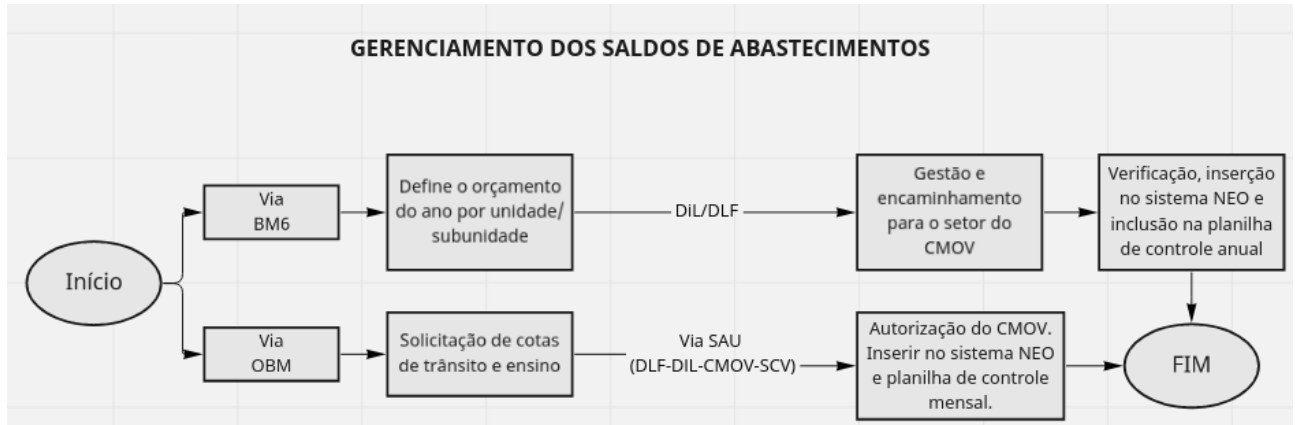 GERENCIAMENTO DOS SALDOS DE ABASTECIMENTOS
Início
Via
BM6
Define o orçamento
do ano por unidade/
subunidade
DiL/DLF
Gestão e
encaminhamento
para o setor do
CMOV
Verificação, inserção
no sistema NEO e
inclusão na planilha
de controle anual
Via
OBM
Solicitação de cotas
de trânsito e ensino
Via SAU
(DLF-DIL-CMOV-SCV)
Autorização do CMOV.
Inserir no sistema NEO
e planilha de controle
mensal.
FIM